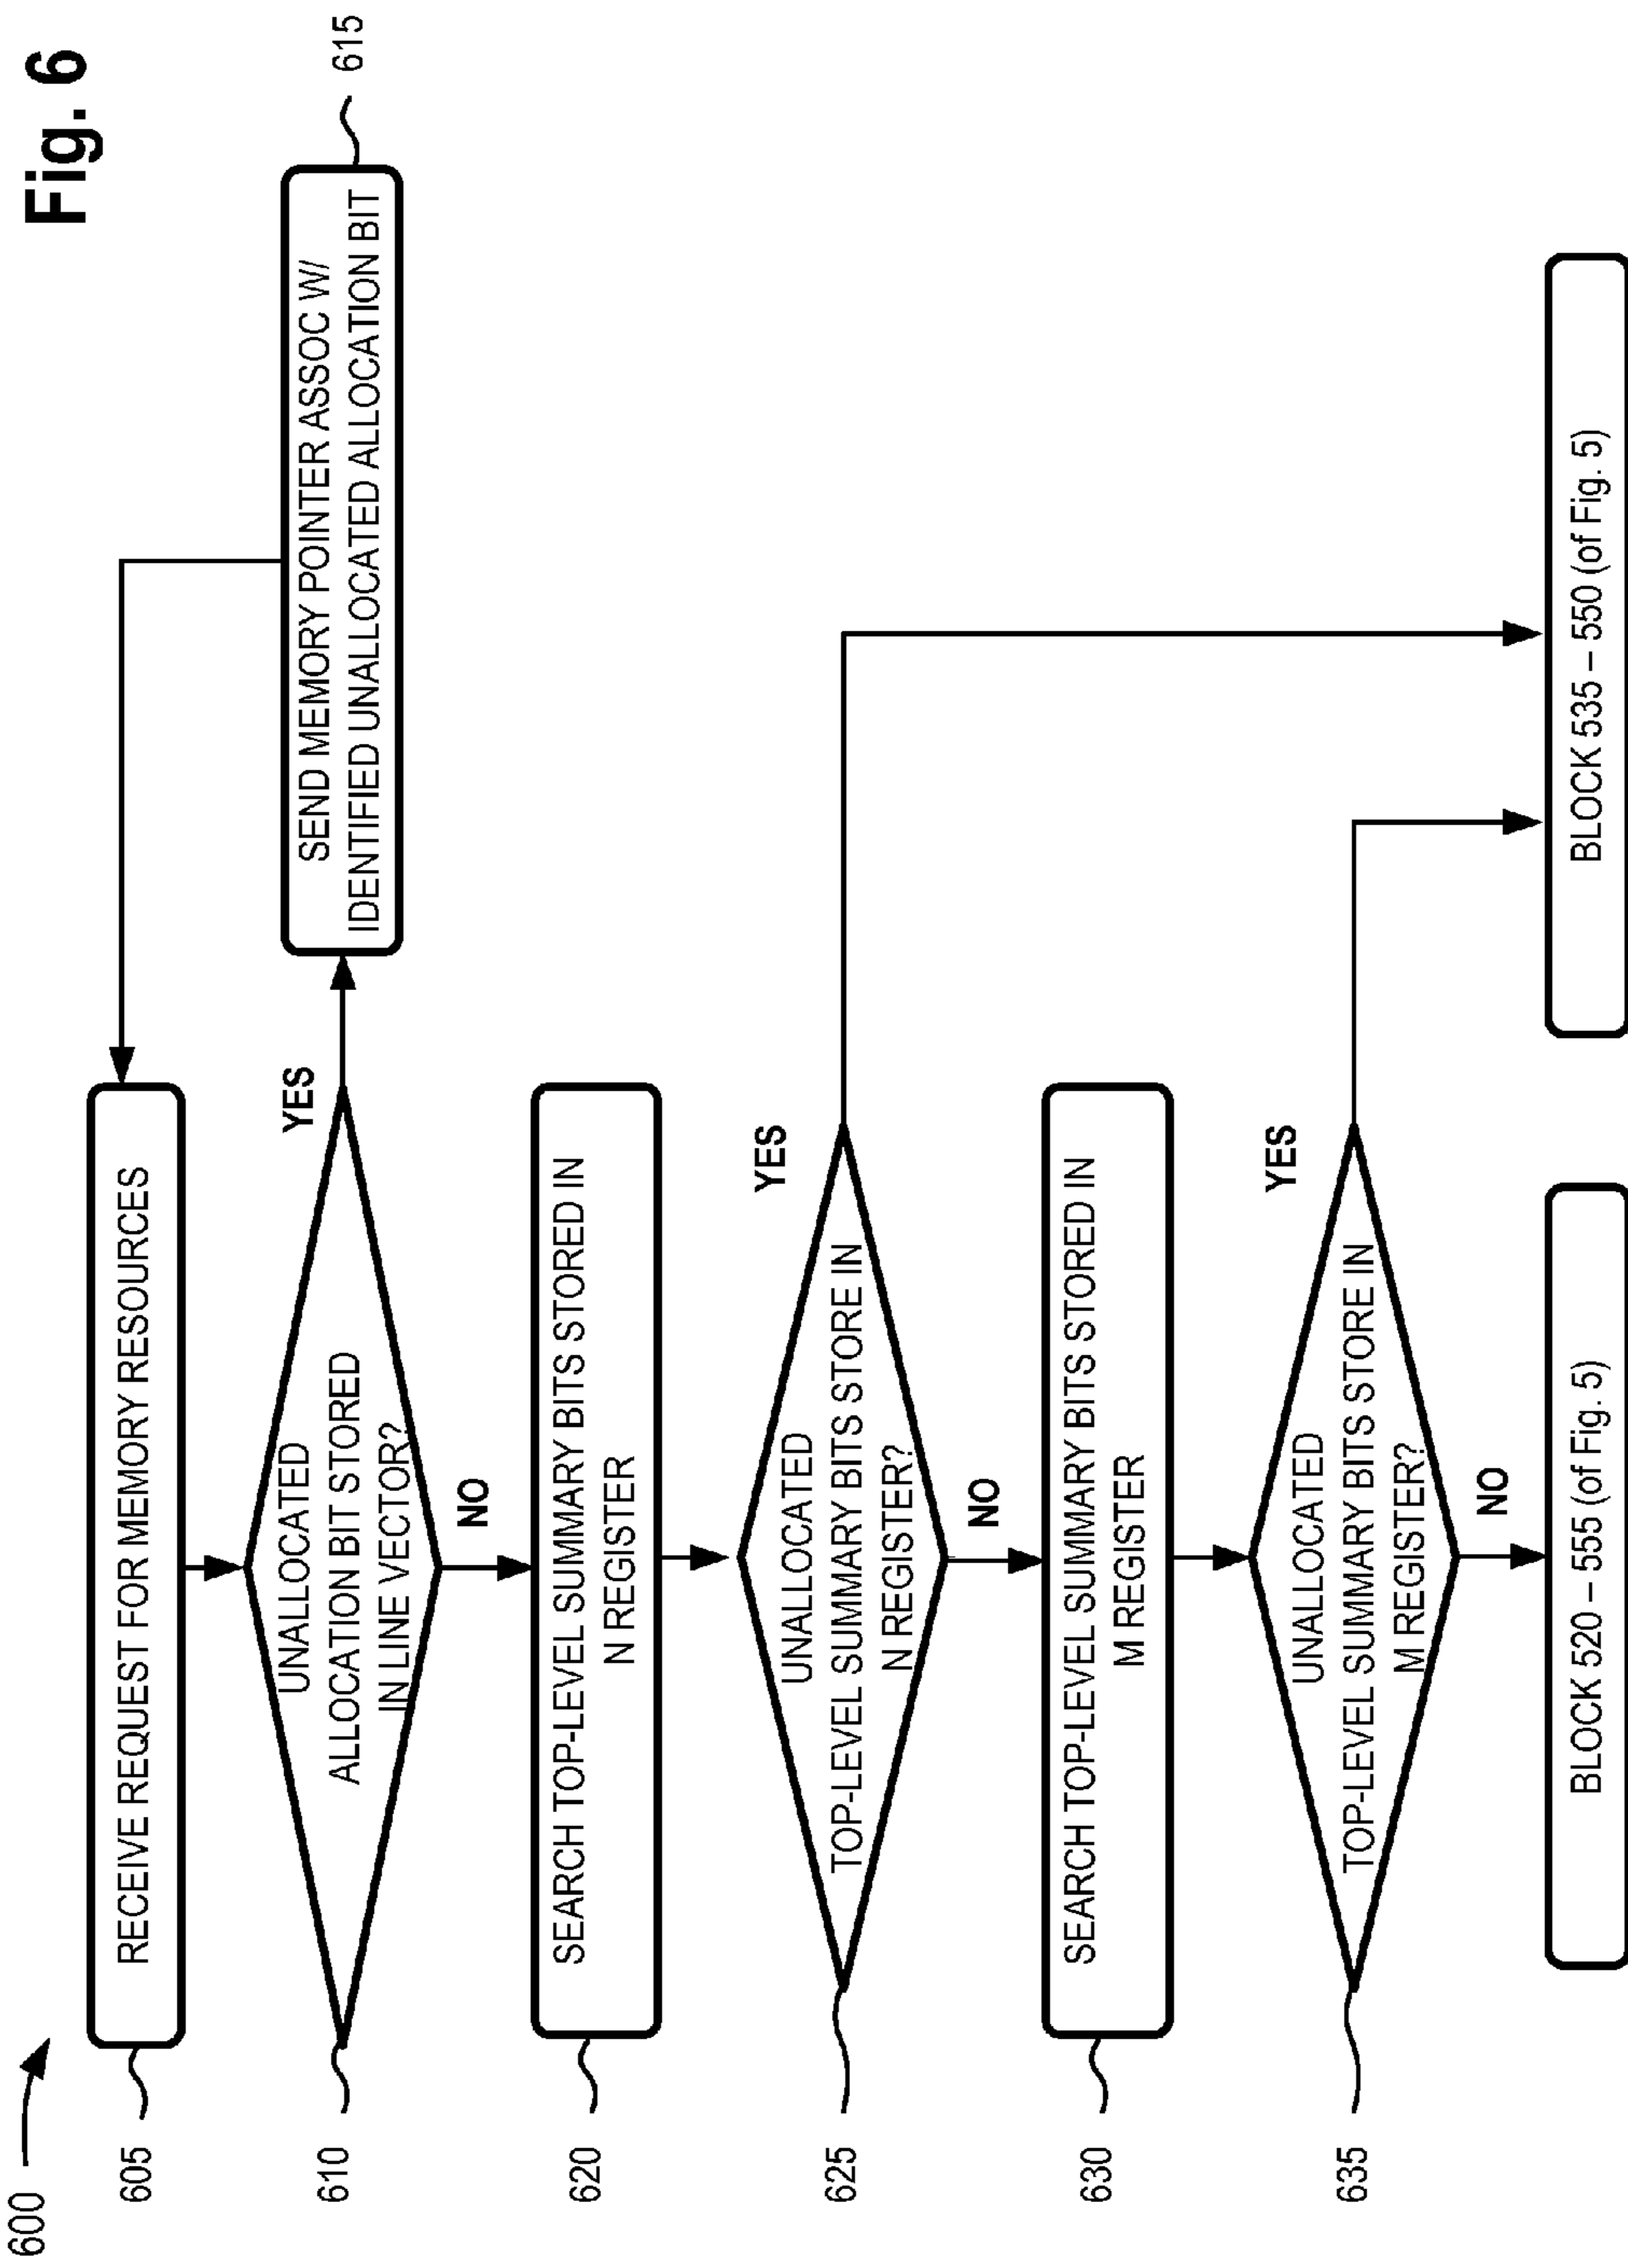 Fig. 6
600
605
RECEIVE REQUEST FOR MEMORY RESOURCES
610
UNALLOCATED
ALLOCATION BIT STORED
IN LINE VECTOR?
YES
SEND MEMORY POINTER ASSOC W/
IDENTIFIED UNALLOCATED ALLOCATION BIT
615
NO
620
SEARCH TOP-LEVEL SUMMARY BITS STORED IN
N REGISTER
625
UNALLOCATED
TOP-LEVEL SUMMARY BITS STORE IN
N REGISTER?
YES
NO
630
SEARCH TOP-LEVEL SUMMARY BITS STORED IN
M REGISTER
635
UNALLOCATED
TOP-LEVEL SUMMARY BITS STORE IN
M REGISTER?
YES
NO
BLOCK 520 – 555 (of Fig. 5)
BLOCK 535 – 550 (of Fig. 5)